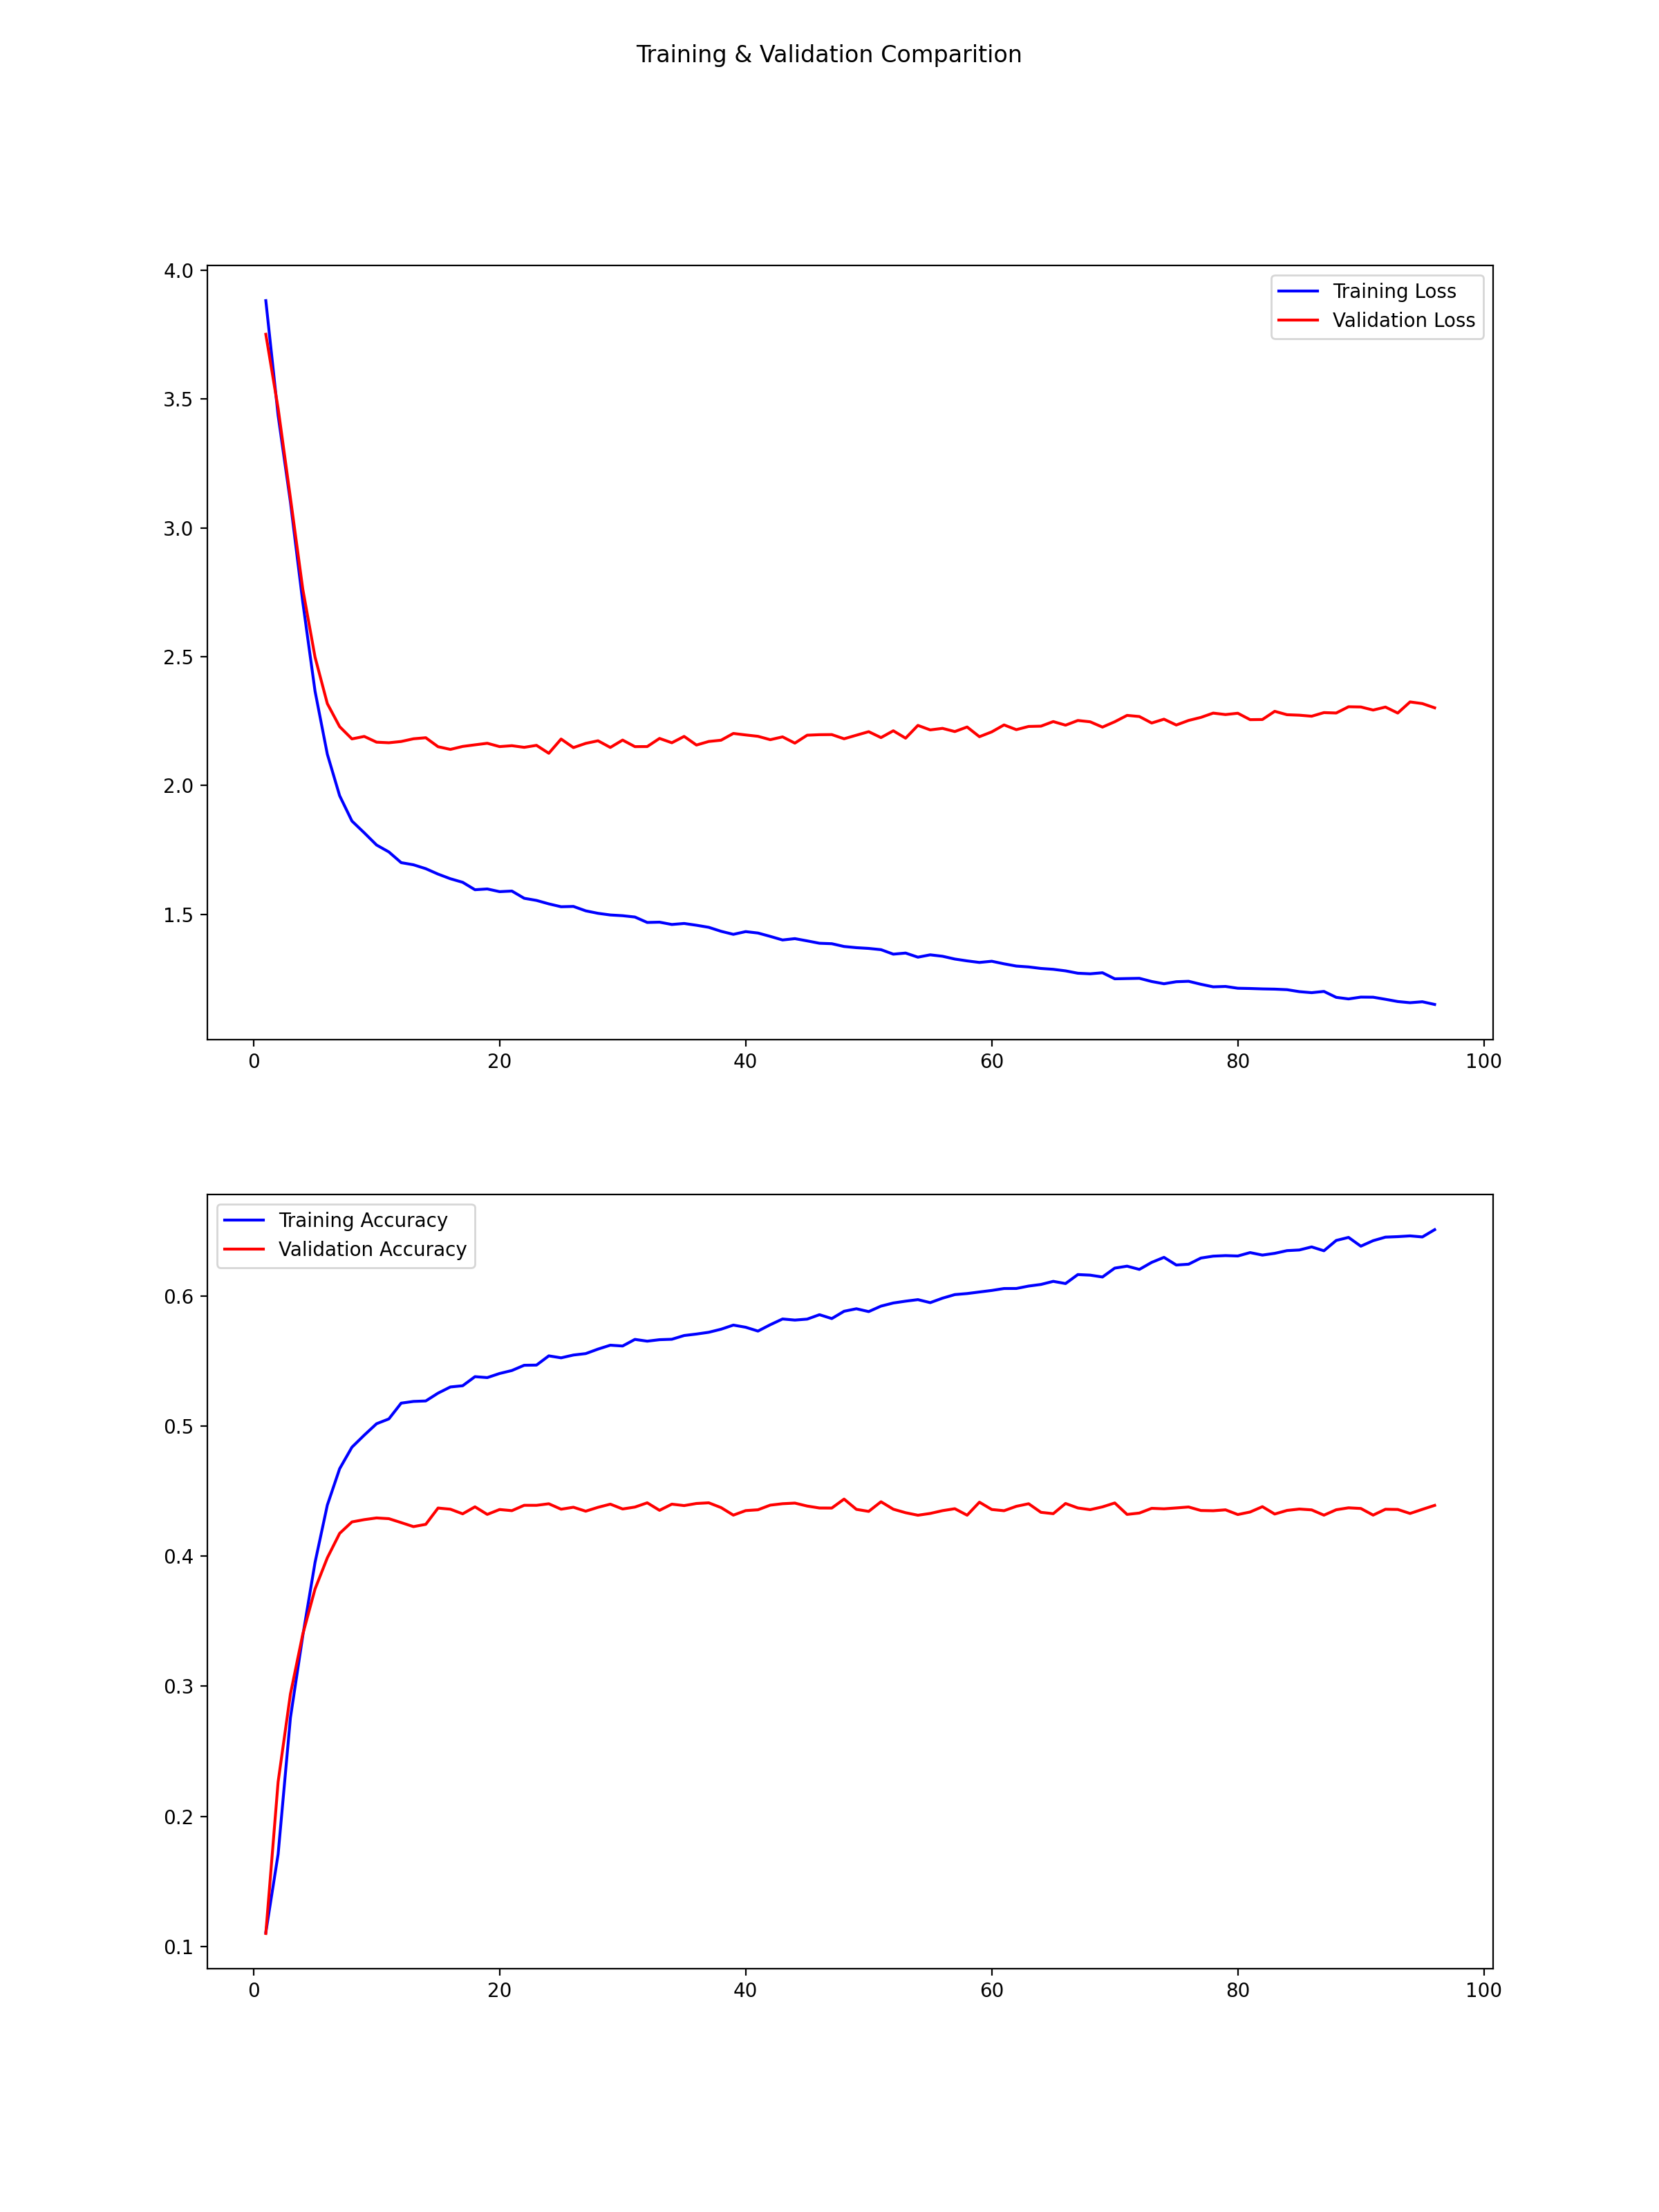 Training & Validation Comparition
4.0
3.5
3.0
2.5
2.0
1.5
Training Loss
Validation Loss
0 20 40 60 80 100
Training Accuracy
Validation Accuracy
0.6
0.5
0.4
0.3
0.2
0.1
0 20 40 60 80 100